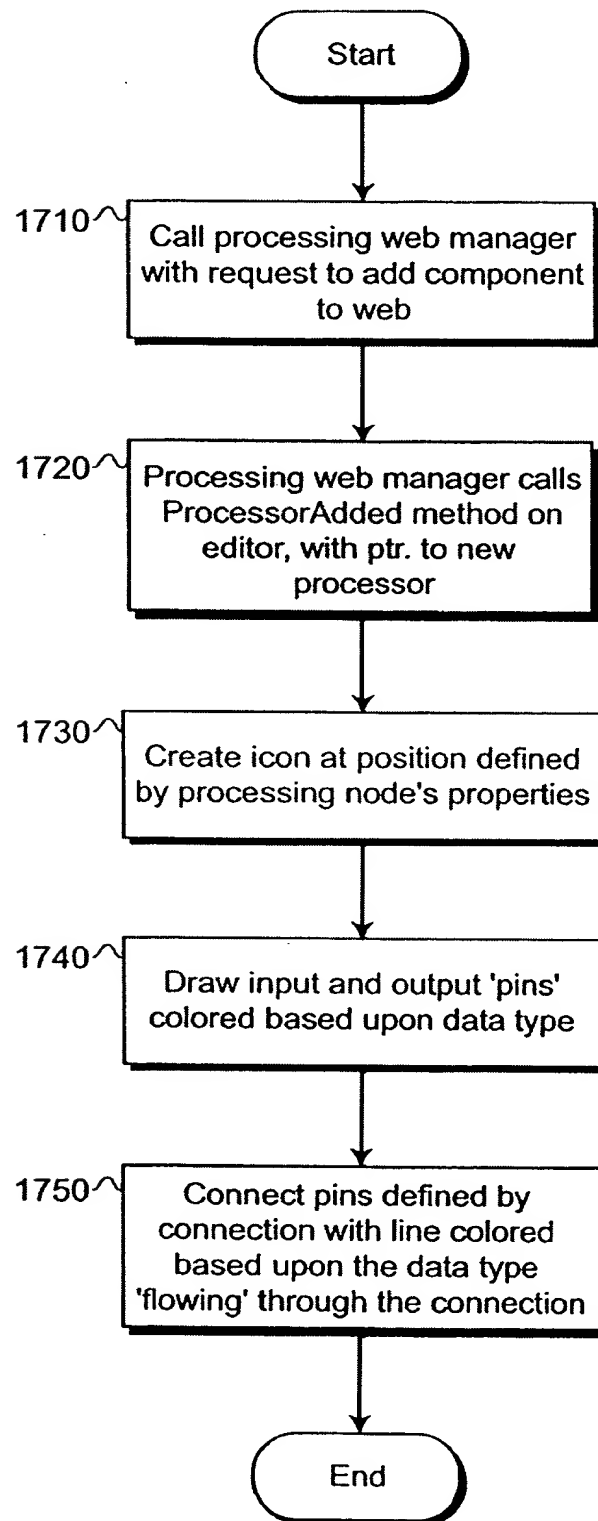 Start
1710
Call processing web manager
with request to add component
to web
1720
Processing web manager calls
ProcessorAdded method on
editor, with ptr. to new
processor
1730
Create icon at position defined
by processing node's properties
1740
Draw input and output 'pins'
colored based upon data type
1750
Connect pins defined by
connection with line colored
based upon the data type
'flowing' through the connection
End